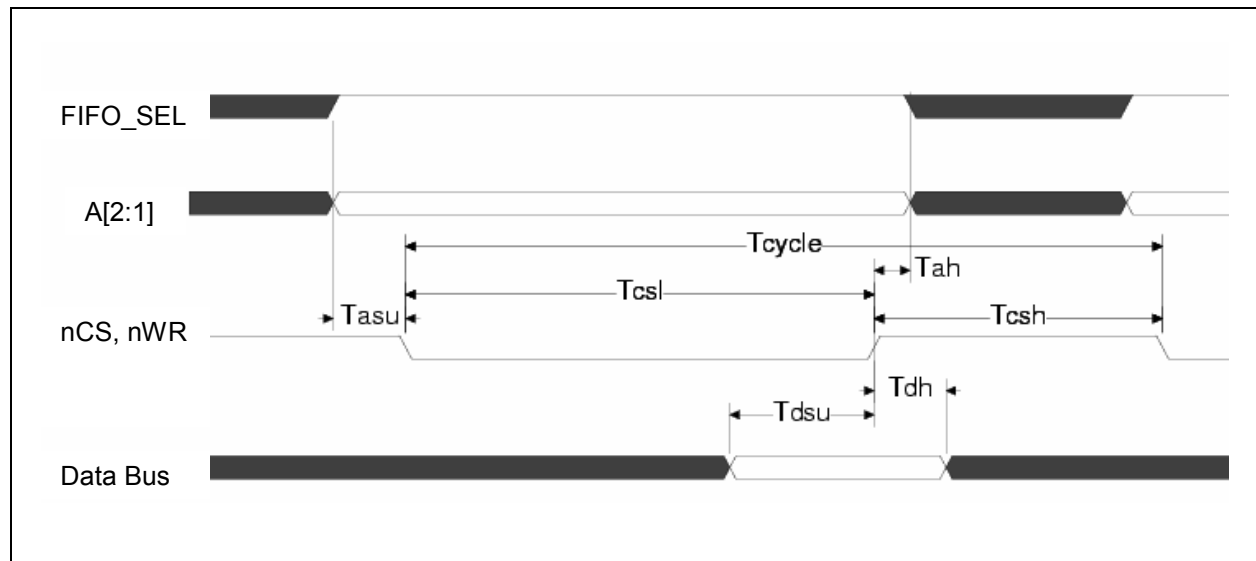 FIFO_SEL
A[2:1]
Tcycle
Tah
Tcsl
Tasu
Tcsh
nCS, nWR
Tdh
Tdsu
Data Bus